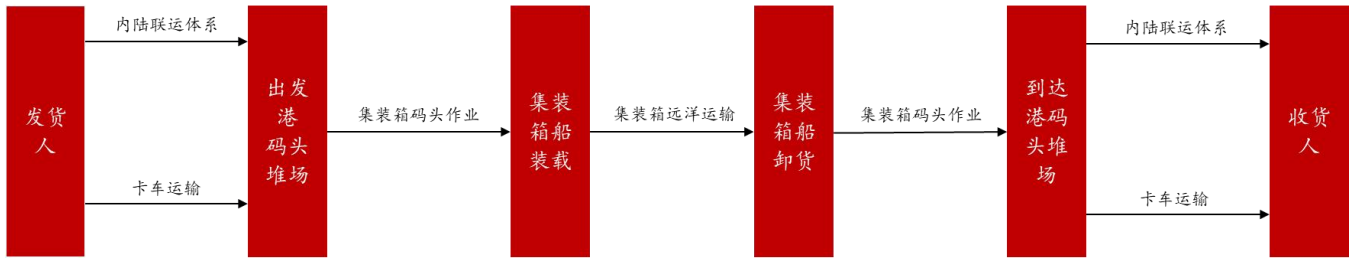 发货
人
内陆联运体系
卡车运输
出发
港
码头
堆场
集装箱码头作业
集装
箱船
装载
集装箱远洋运输
集装
箱船
卸货
集装箱码头作业
到达
港码
头堆
场
内陆联运体系
卡车运输
收货
人